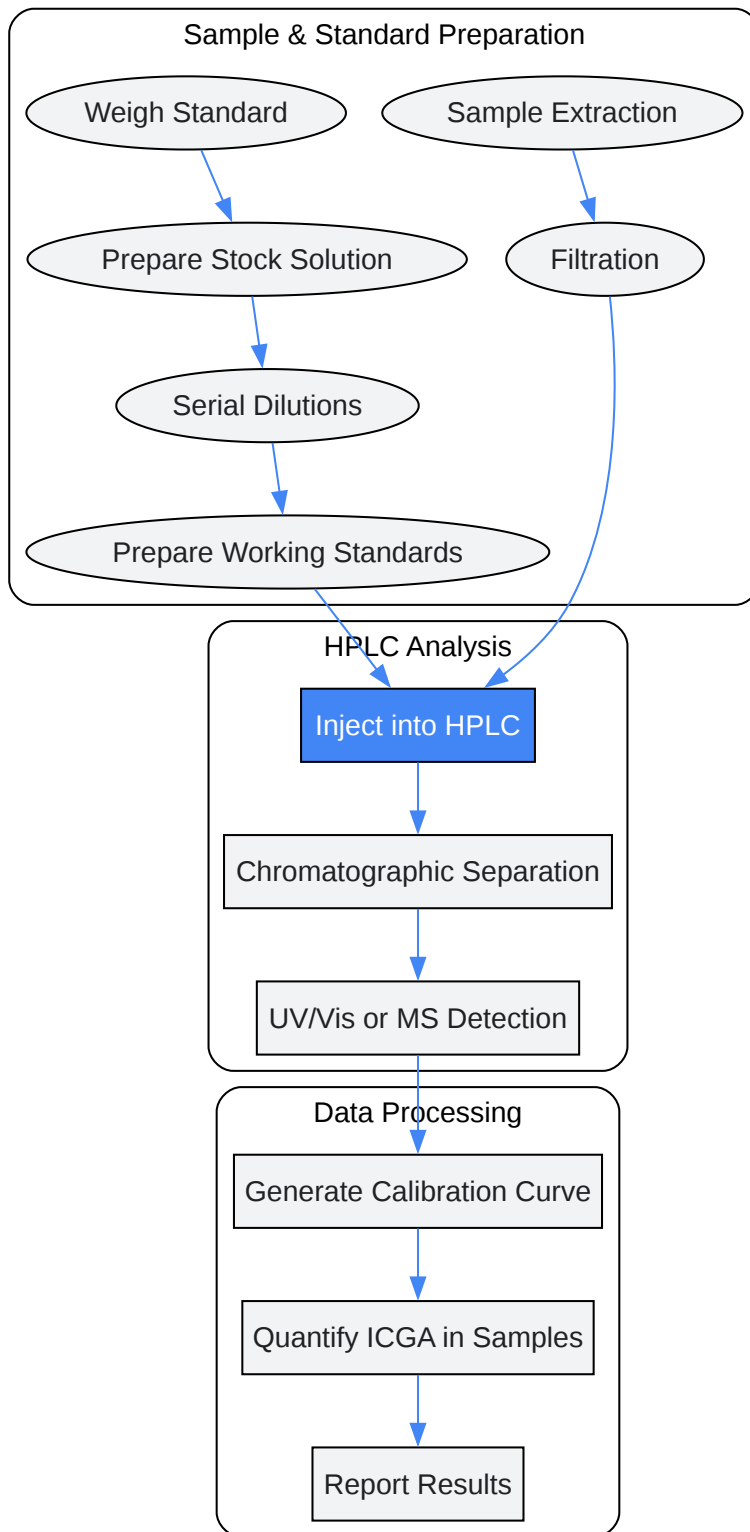 Sample & Standard Preparation
Weigh Standard
Sample Extraction
Prepare Stock Solution
Filtration
Serial Dilutions
Prepare Working Standards
HPLC Analysis
Inject into HPLC
Chromatographic Separation
UV/Vis or MS Detection
Data Processing
Generate Calibration Curve
Quantify ICGA in Samples
Report Results